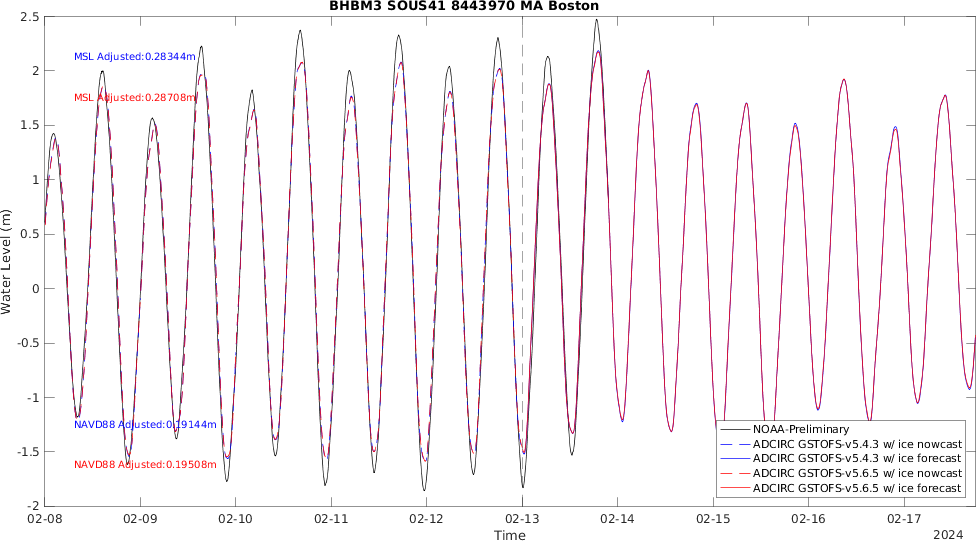 BHBM3 SOUS41 8443970 MA Boston
2.5
2
1.5
1
0.5
0
-0.5
-1
-1.5
-2
Water Level (m)
MSL Adjusted:0.28344m
MSL Adjusted:0.28708m
NAVD88 Adjusted:0.19144m
NAVD88 Adjusted:0.19508m
NOAA-Preliminary
ADCIRC GSTOFS-v5.4.3 w/ ice nowcast
ADCIRC GSTOFS-v5.4.3 w/ ice forecast
ADCIRC GSTOFS-v5.6.5 w/ ice nowcast
ADCIRC GSTOFS-v5.6.5 w/ ice forecast
02-08 02-09 02-10 02-11 02-12 02-13 02-14 02-15 02-16 02-17
Time
2024